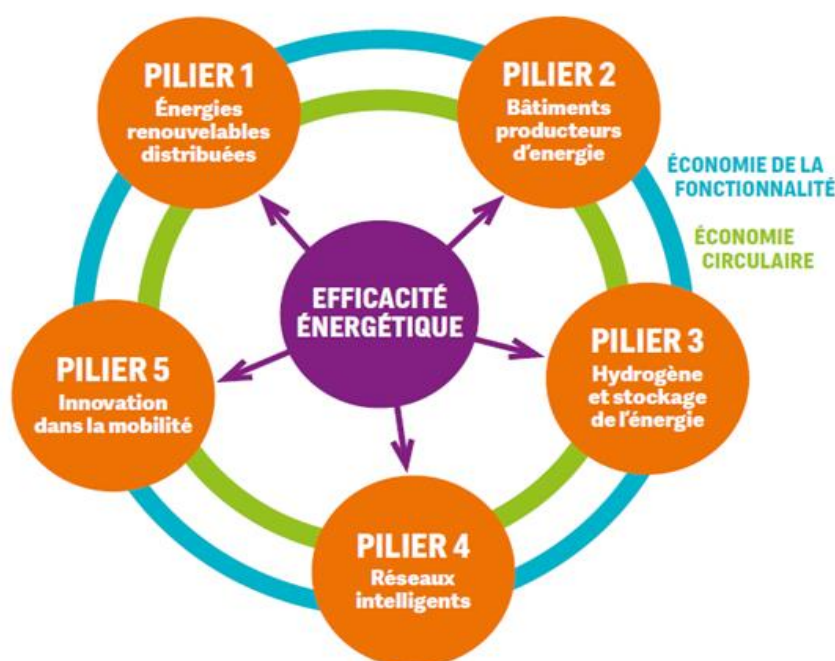 PILIER 1
Énergies
renouvelables
distribuées
PILIER 2
Bâtiments
producteurs
d'energie
ÉCONOMIE DE LA
FONCTIONNALITÉ
ÉCONOMIE
CIRCULAIRE
EFFICACITÉ
ÉNERGÉTIQUE
PILIER 3
Hydrogène
et stockage
de l'énergie
PILIER 5
Innovation
dans la mobilité
PILIER 4
Réseaux
intelligents